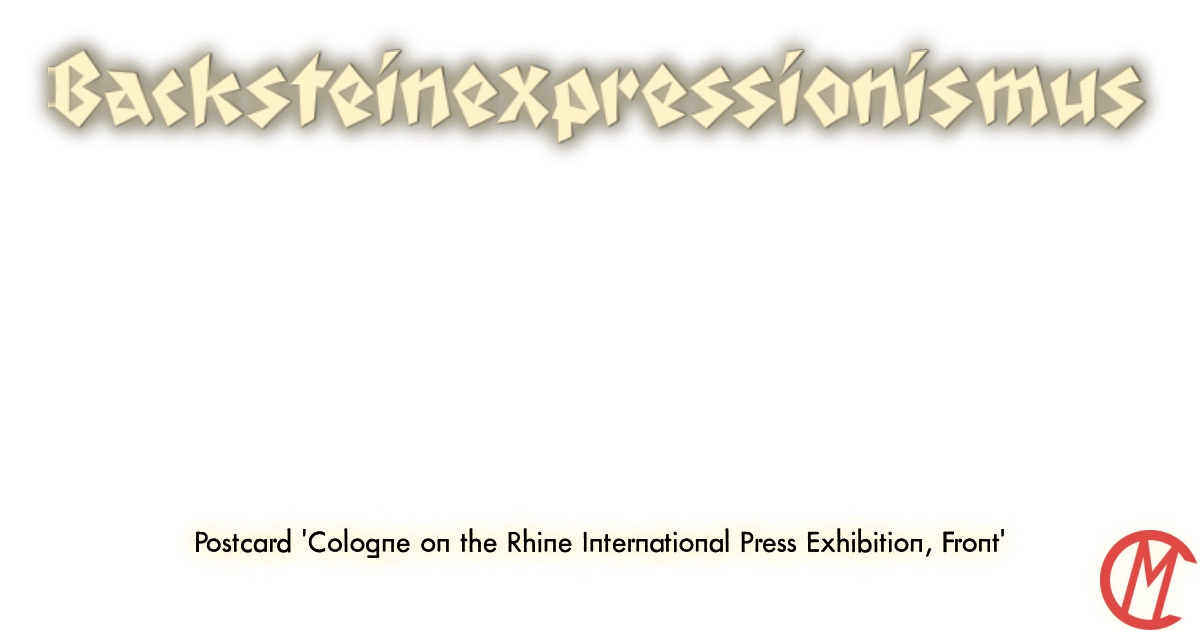 Backsteinexpressionismus
Postcard 'Cologne on the Rhine International Press Exhibition, Front'